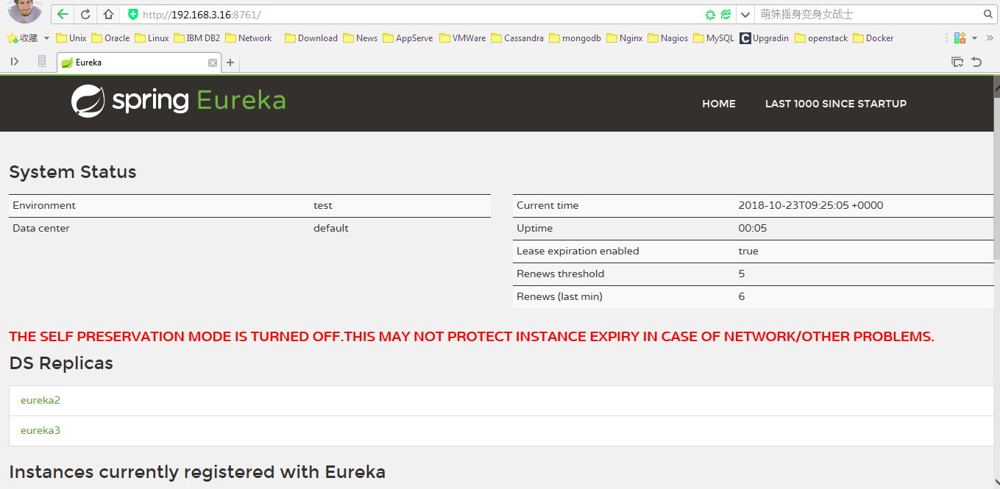 http://192.168.3.16:8761/ 萌妹摇身变身女战士
收藏 Unix Oracle Linux IBM DB2 Network Download News AppServe VMWare Cassandra mongodb Nginx Nagios MySQL Upgradin openstack Docker
Eureka
spring Eureka HOME LAST 1000 SINCE STARTUP
System Status
Environment test Current time 2018-10-23T09:25:05 +0000
Data center default Uptime 00:05
Lease expiration enabled true
Renews threshold 5
Renews (last min) 6
THE SELF PRESERVATION MODE IS TURNED OFF.THIS MAY NOT PROTECT INSTANCE EXPIRY IN CASE OF NETWORK/OTHER PROBLEMS.
DS Replicas
eureka2
eureka3
Instances currently registered with Eureka